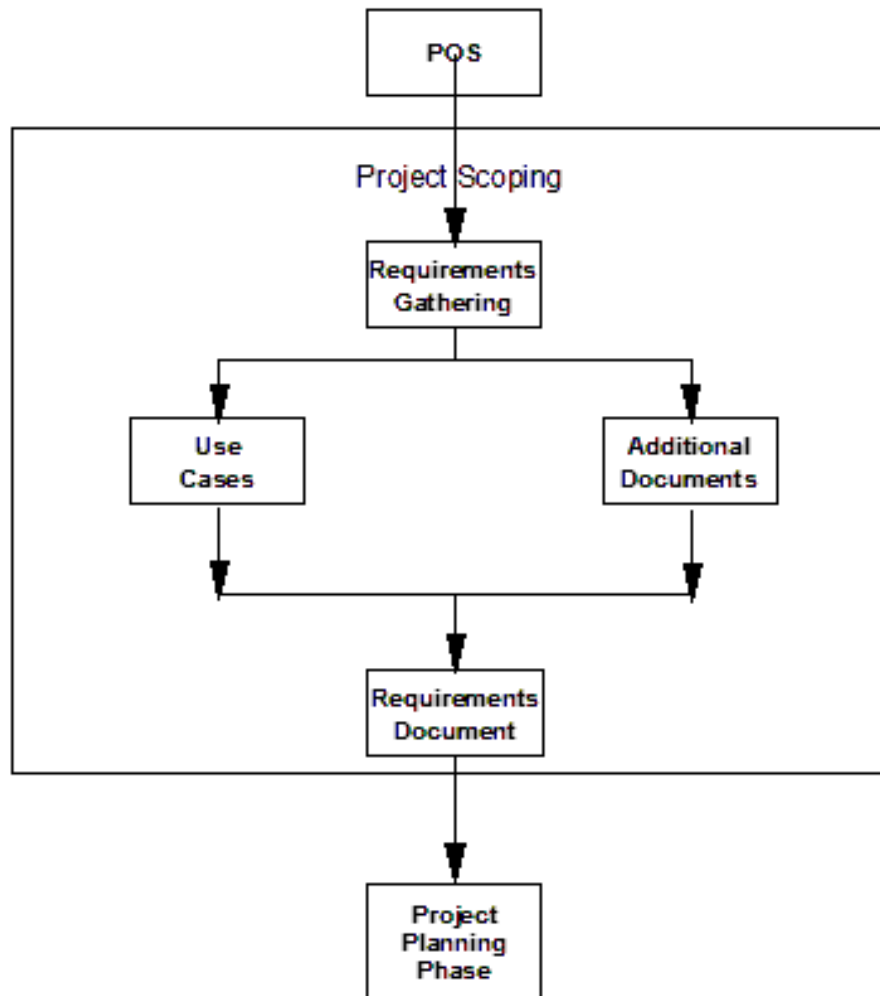 POS
Project Scoping
Requirements
Gathering
Use
Cases
Additional
Documents
Requirements
Document
Project
Planning
Phase